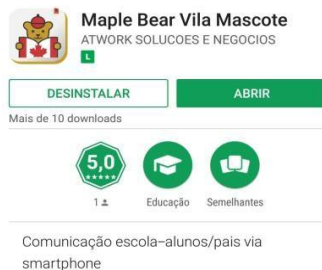 Maple Bear Vila Mascote
ATWORK SOLUCOES E NEGOCIOS
L
DESINSTALAR
ABRIR
Mais de 10 downloads
5,0
1
Educação
Semelhantes
Comunicação escola-alunos/pais via
smartphone